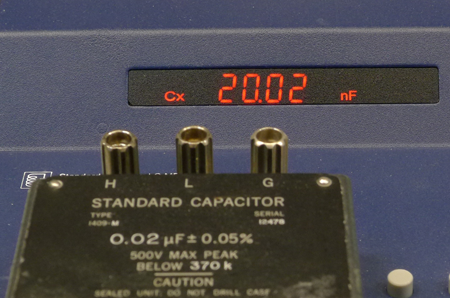 Cx 20.02 nF
H L G
STANDARD CAPACITOR
TYPE SERIAL
1409-M 12478
0.02 µF ± 0.05%
500V MAX PEAK
BELOW 370 k
CAUTION
SEALED UNIT: DO NOT DRILL CASE